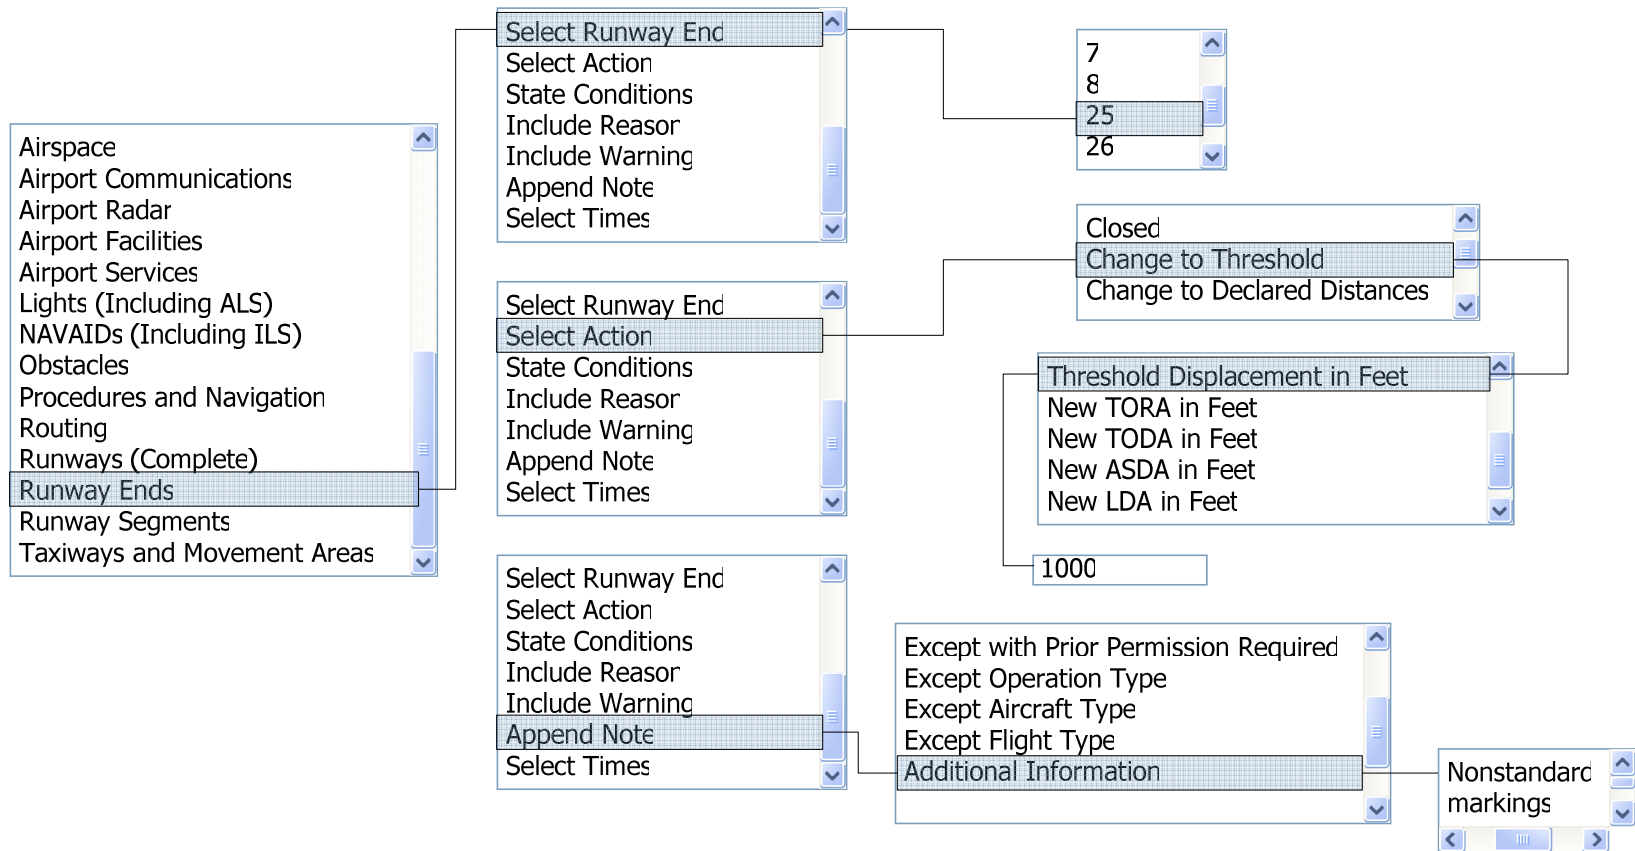 Airspace
Airport Communications
Airport Radar
Airport Facilities
Airport Services
Lights (Including ALS)
NAVAIDs (Including ILS)
Obstacles
Procedures and Navigation
Routing
Runways (Complete)
Runway Ends
Runway Segments
Taxiways and Movement Areas
Select Runway End
Select Action
State Conditions
Include Reason
Include Warning
Append Note
Select Times
7
8
25
26
Select Runway End
Select Action
State Conditions
Include Reason
Include Warning
Append Note
Select Times
Closed
Change to Threshold
Change to Declared Distances
Threshold Displacement in Feet
New TORA in Feet
New TODA in Feet
New ASDA in Feet
New LDA in Feet
1000
Select Runway End
Select Action
State Conditions
Include Reason
Include Warning
Append Note
Select Times
Except with Prior Permission Required
Except Operation Type
Except Aircraft Type
Except Flight Type
Additional Information
Nonstandard
markings